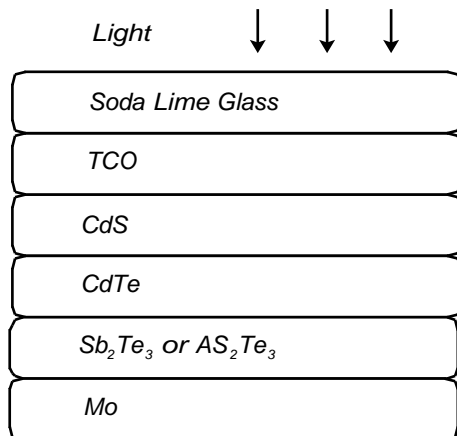 Light
Soda Lime Glass
TCO
CdS
CdTe
Sb₂Te₃ or AS₂Te₃
Mo